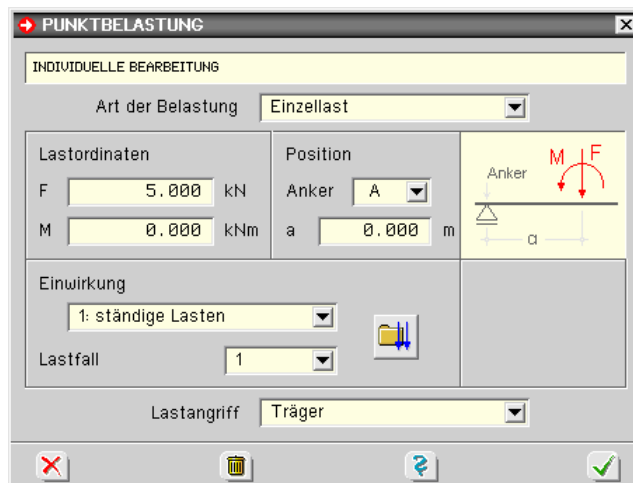 PUNKTBELASTUNG
INDIVIDUELLE BEARBEITUNG
Art der Belastung Einzellast
Lastordinaten
F 5.000 kN
M 0.000 kNm
Position
Anker A
a 0.000 m
M F
Anker
a
Einwirkung
1: ständige Lasten
Lastfall 1
Lastangriff Träger